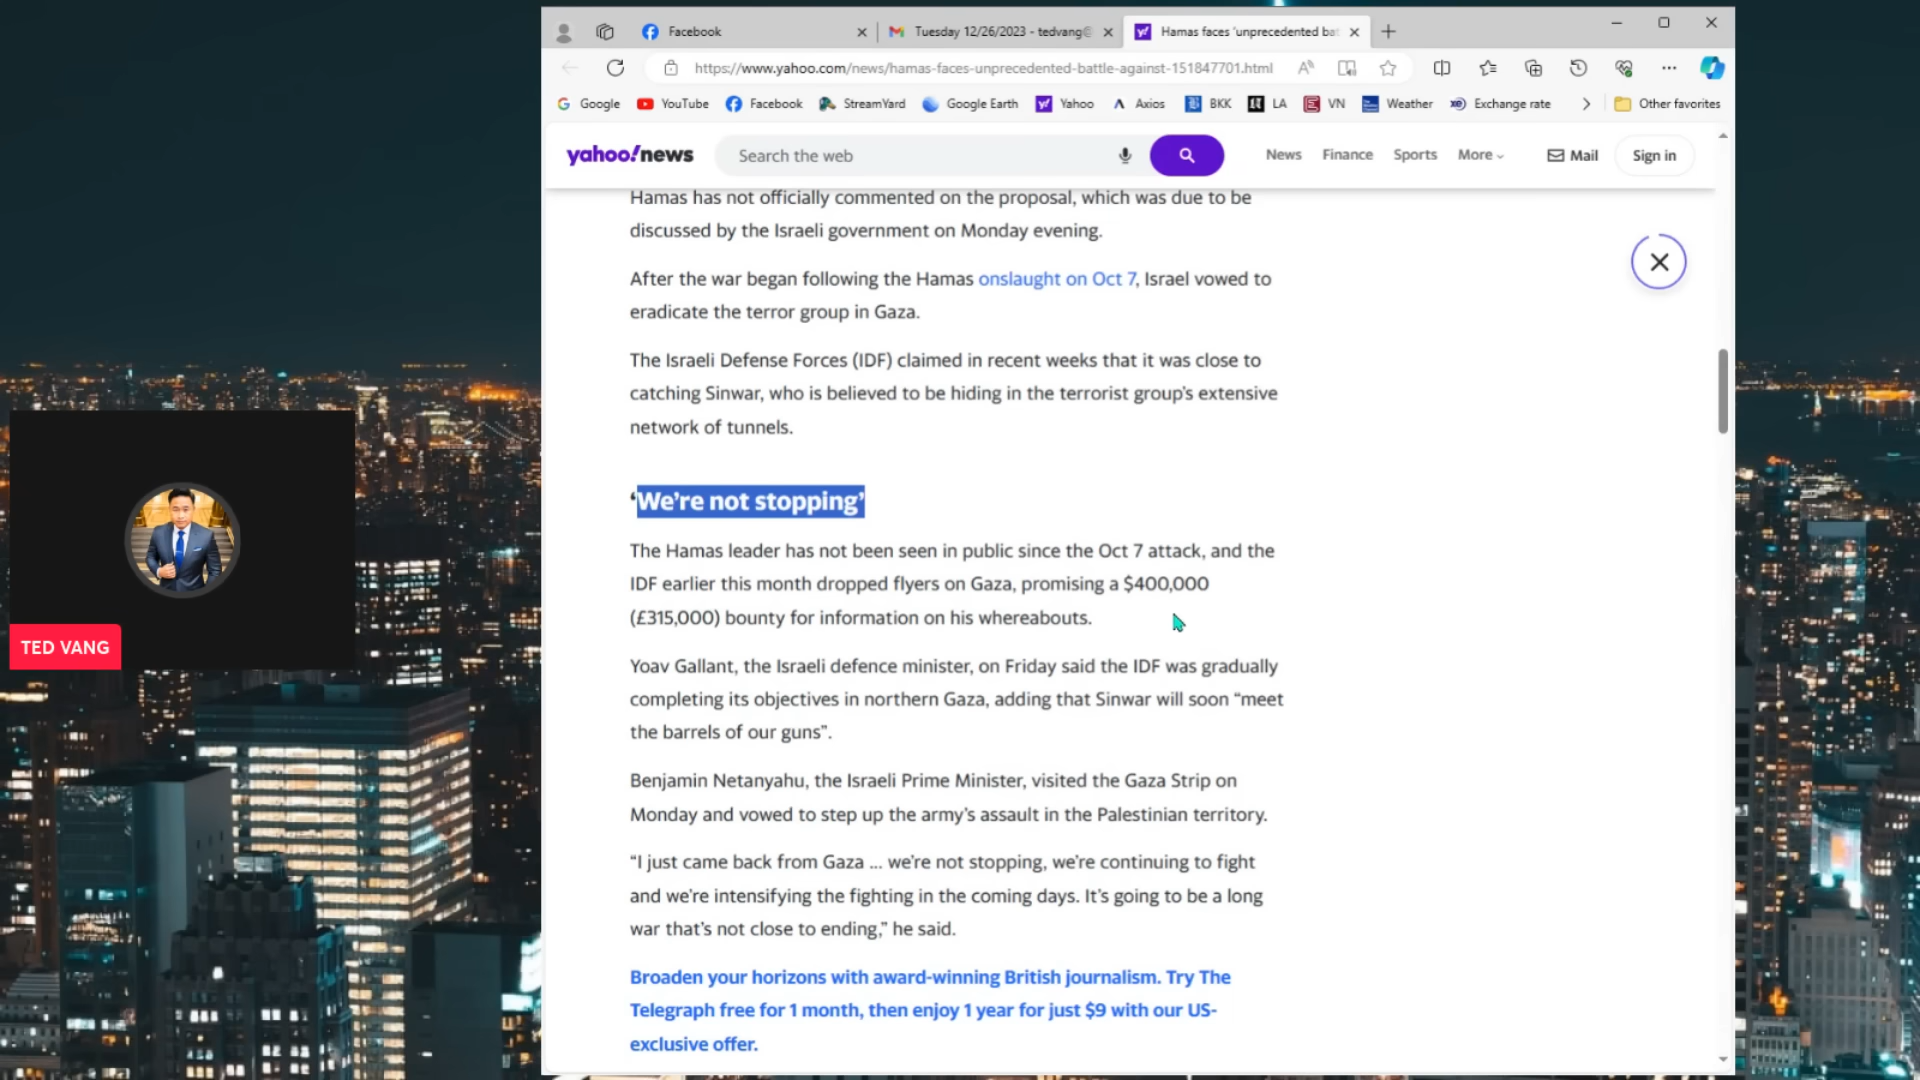 Facebook
Tuesday 12/26/2023 - tedvang@
Hamas faces 'unprecedented bat
https://www.yahoo.com/news/hamas-faces-unprecedented-battle-against-151847701.html
Google YouTube Facebook StreamYard Google Earth Yahoo Axios BKK LA VN Weather Exchange rate Other favorites
yahoo!news
Search the web
News Finance Sports More Mail Sign in
Hamas has not officially commented on the proposal, which was due to be
discussed by the Israeli government on Monday evening.
After the war began following the Hamas onslaught on Oct 7, Israel vowed to
eradicate the terror group in Gaza.
The Israeli Defense Forces (IDF) claimed in recent weeks that it was close to
catching Sinwar, who is believed to be hiding in the terrorist group's extensive
network of tunnels.
‘We’re not stopping’
The Hamas leader has not been seen in public since the Oct 7 attack, and the
IDF earlier this month dropped flyers on Gaza, promising a $400,000
(£315,000) bounty for information on his whereabouts.
Yoav Gallant, the Israeli defence minister, on Friday said the IDF was gradually
completing its objectives in northern Gaza, adding that Sinwar will soon “meet
the barrels of our guns”.
Benjamin Netanyahu, the Israeli Prime Minister, visited the Gaza Strip on
Monday and vowed to step up the army’s assault in the Palestinian territory.
“I just came back from Gaza ... we’re not stopping, we’re continuing to fight
and we’re intensifying the fighting in the coming days. It’s going to be a long
war that’s not close to ending,” he said.
Broaden your horizons with award-winning British journalism. Try The
Telegraph free for 1 month, then enjoy 1 year for just $9 with our US-
exclusive offer.
TED VANG